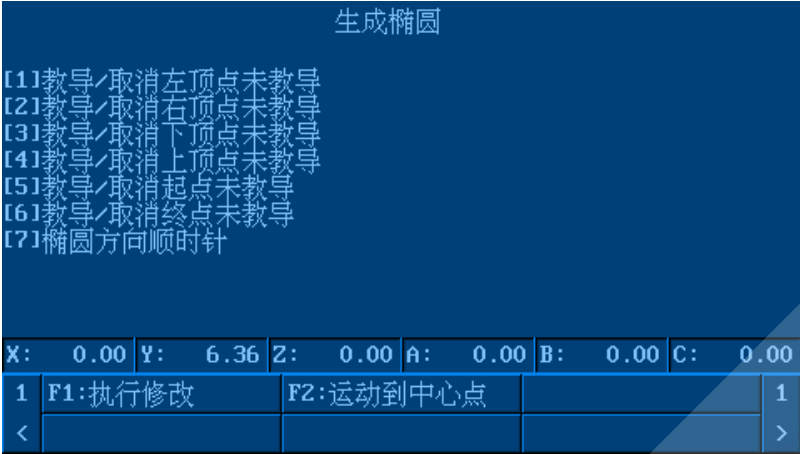 生成椭圆
[1]教导/取消左顶点未教导
[2]教导/取消右顶点未教导
[3]教导/取消下顶点未教导
[4]教导/取消上顶点未教导
[5]教导/取消起点未教导
[6]教导/取消终点未教导
[7]椭圆方向顺时针
X: 0.00 Y: 6.36 Z: 0.00 A: 0.00 B: 0.00 C: 0.00
1 F1:执行修改 F2:运动到中心点 1
< >